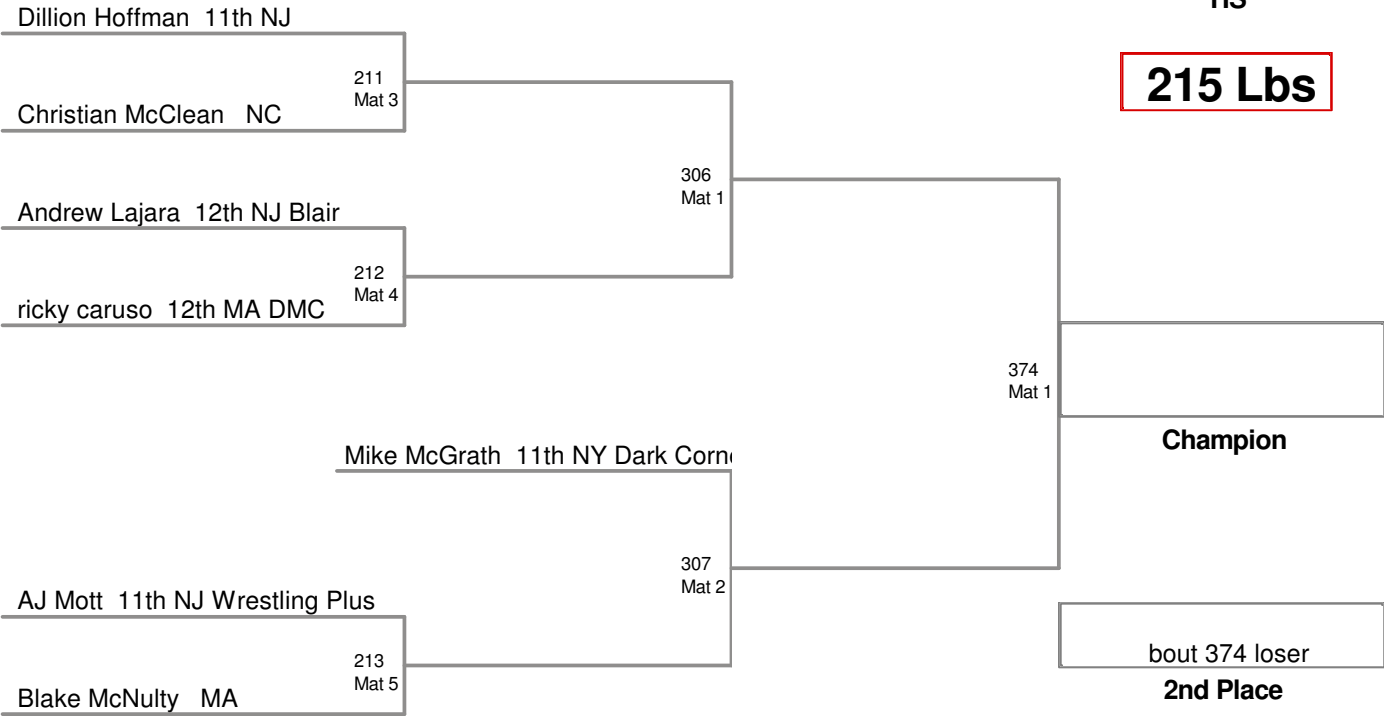 HS
215 Lbs
Dillion Hoffman 11th NJ
211
Mat 3
Christian McClean NC
306
Mat 1
Andrew Lajara 12th NJ Blair
212
Mat 4
ricky caruso 12th MA DMC
374
Mat 1
Champion
Mike McGrath 11th NY Dark Corn
307
Mat 2
AJ Mott 11th NJ Wrestling Plus
213
Mat 5
Blake McNulty MA
bout 374 loser
2nd Place